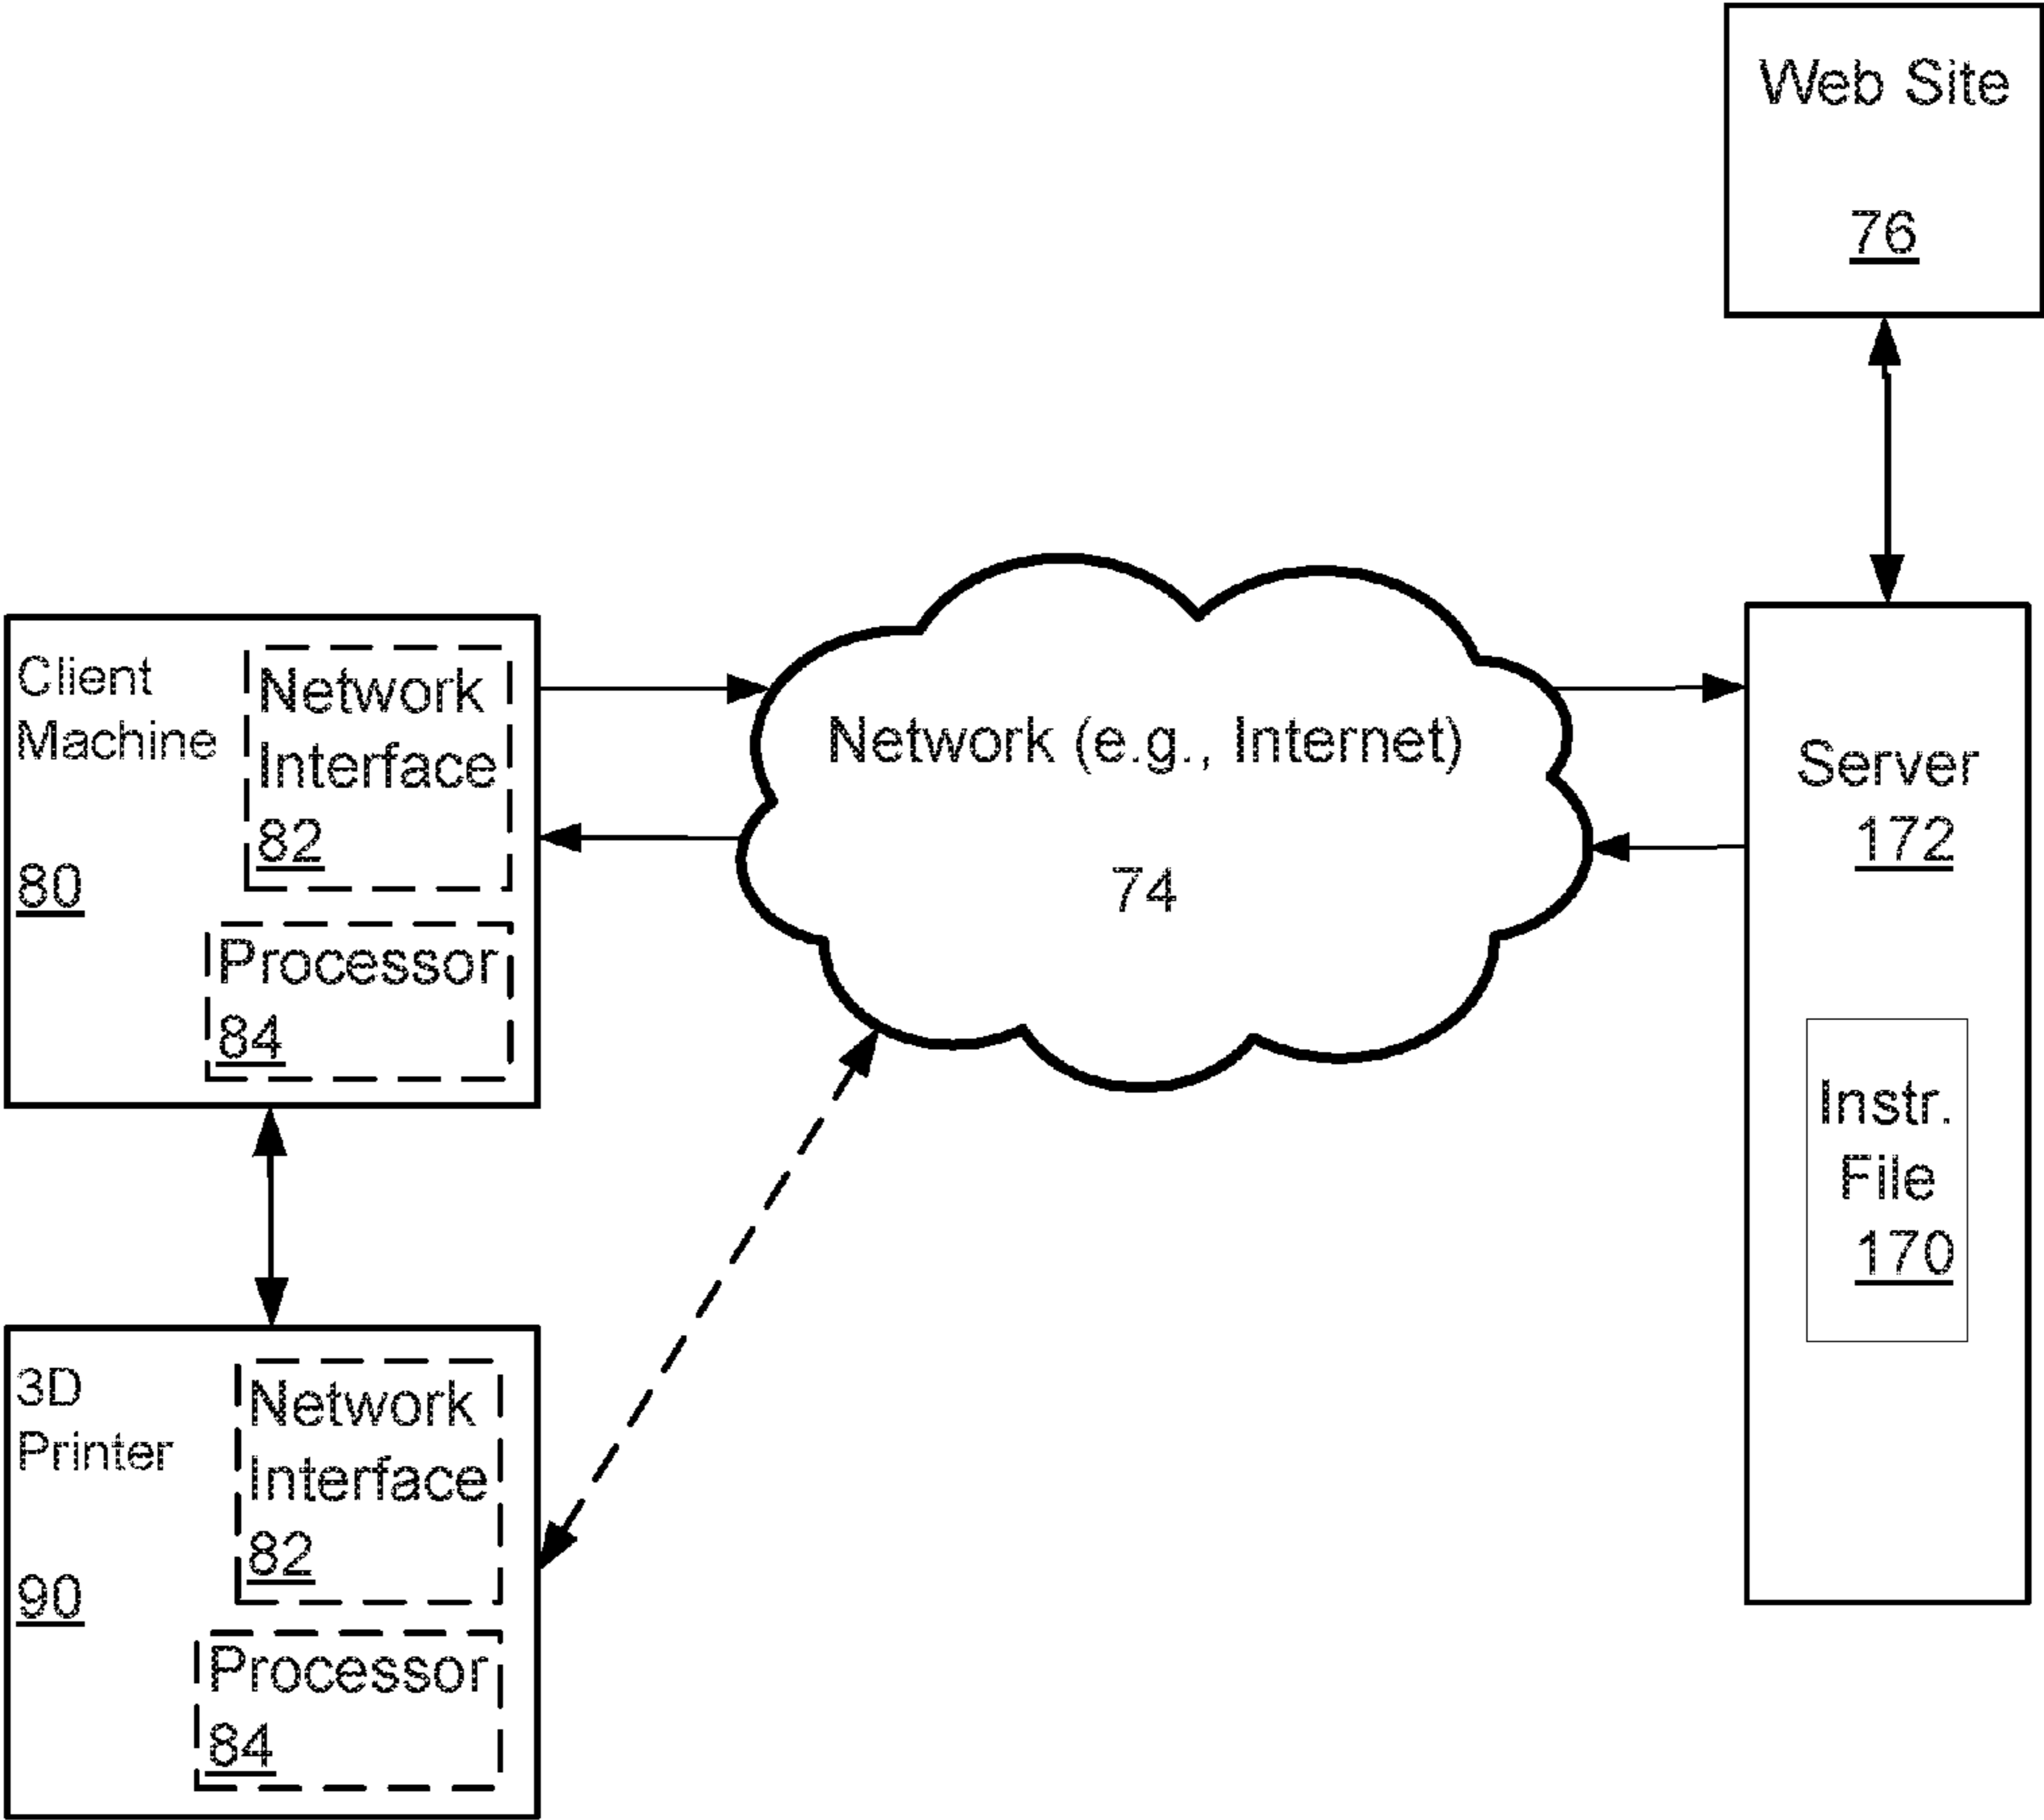 Web Site
76
Client
Machine
80
Network
Interface
82
Processor
84
Network (e.g., Internet)
74
Server
172
Instr.
File
170
3D
Printer
90
Network
Interface
82
Processor
84